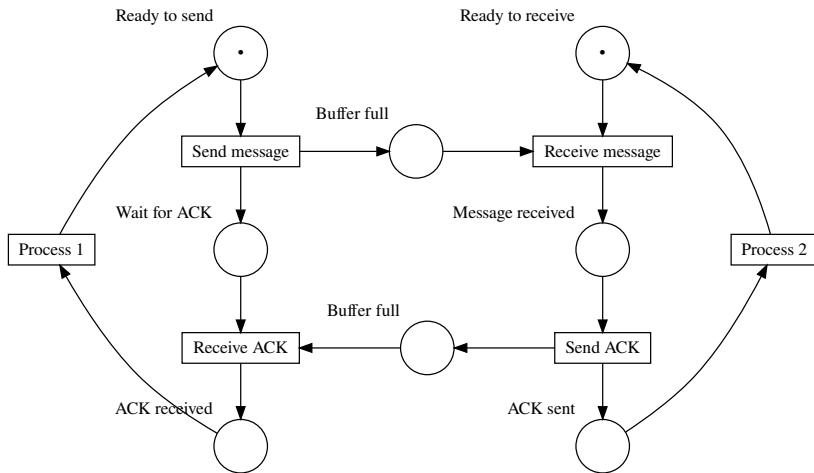 Ready to send
Ready to receive
Buffer full
Send message
Receive message
Wait for ACK
Message received
Process 1
Process 2
Buffer full
Receive ACK
Send ACK
ACK received
ACK sent